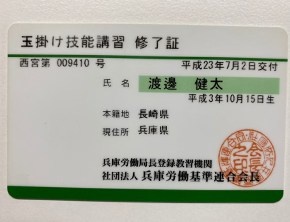 玉掛け技能講習 修了証
西宮第 009410 号 平成23年7月2日交付
氏名 渡邊 健太
平成3年10月15日生
本籍地 長崎県
現住所 兵庫県
兵庫労働局長登録教習機関
社団法人 兵庫労働基準連合会長